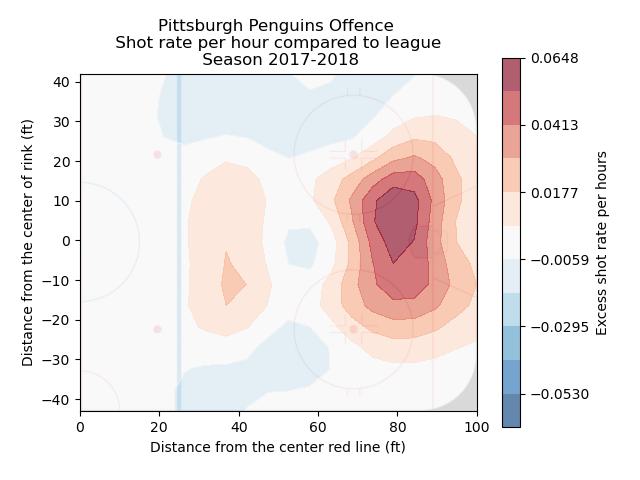 Pittsburgh Penguins Offence
Shot rate per hour compared to league
Season 2017-2018
40
30
20
10
0
−10
−20
−30
−40
Distance from the center of rink (ft)
0 20 40 60 80 100
Distance from the center red line (ft)
0.0648
0.0413
0.0177
−0.0059
−0.0295
−0.0530
Excess shot rate per hours